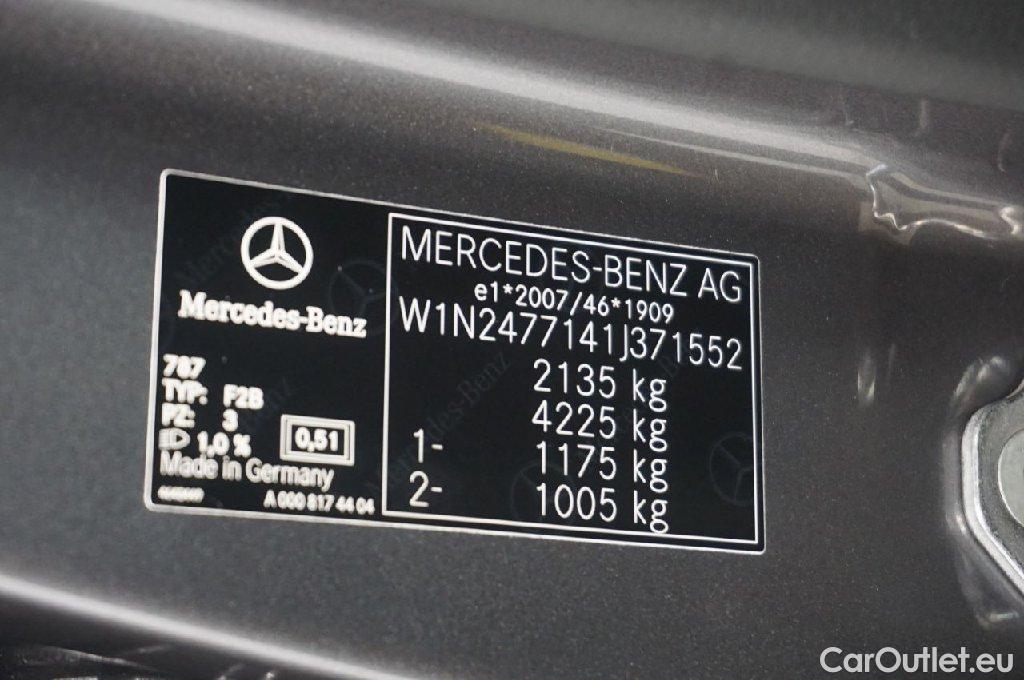 Mercedes-Benz
787
TYP: F2B
PZ: 3
1,0 %
0,51
Made in Germany
A 000 817 44 04
MERCEDES-BENZ AG
e1*2007/46*1909
W1N2477141J371552
2135 kg
4225 kg
1- 1175 kg
2- 1005 kg
CarOutlet.eu